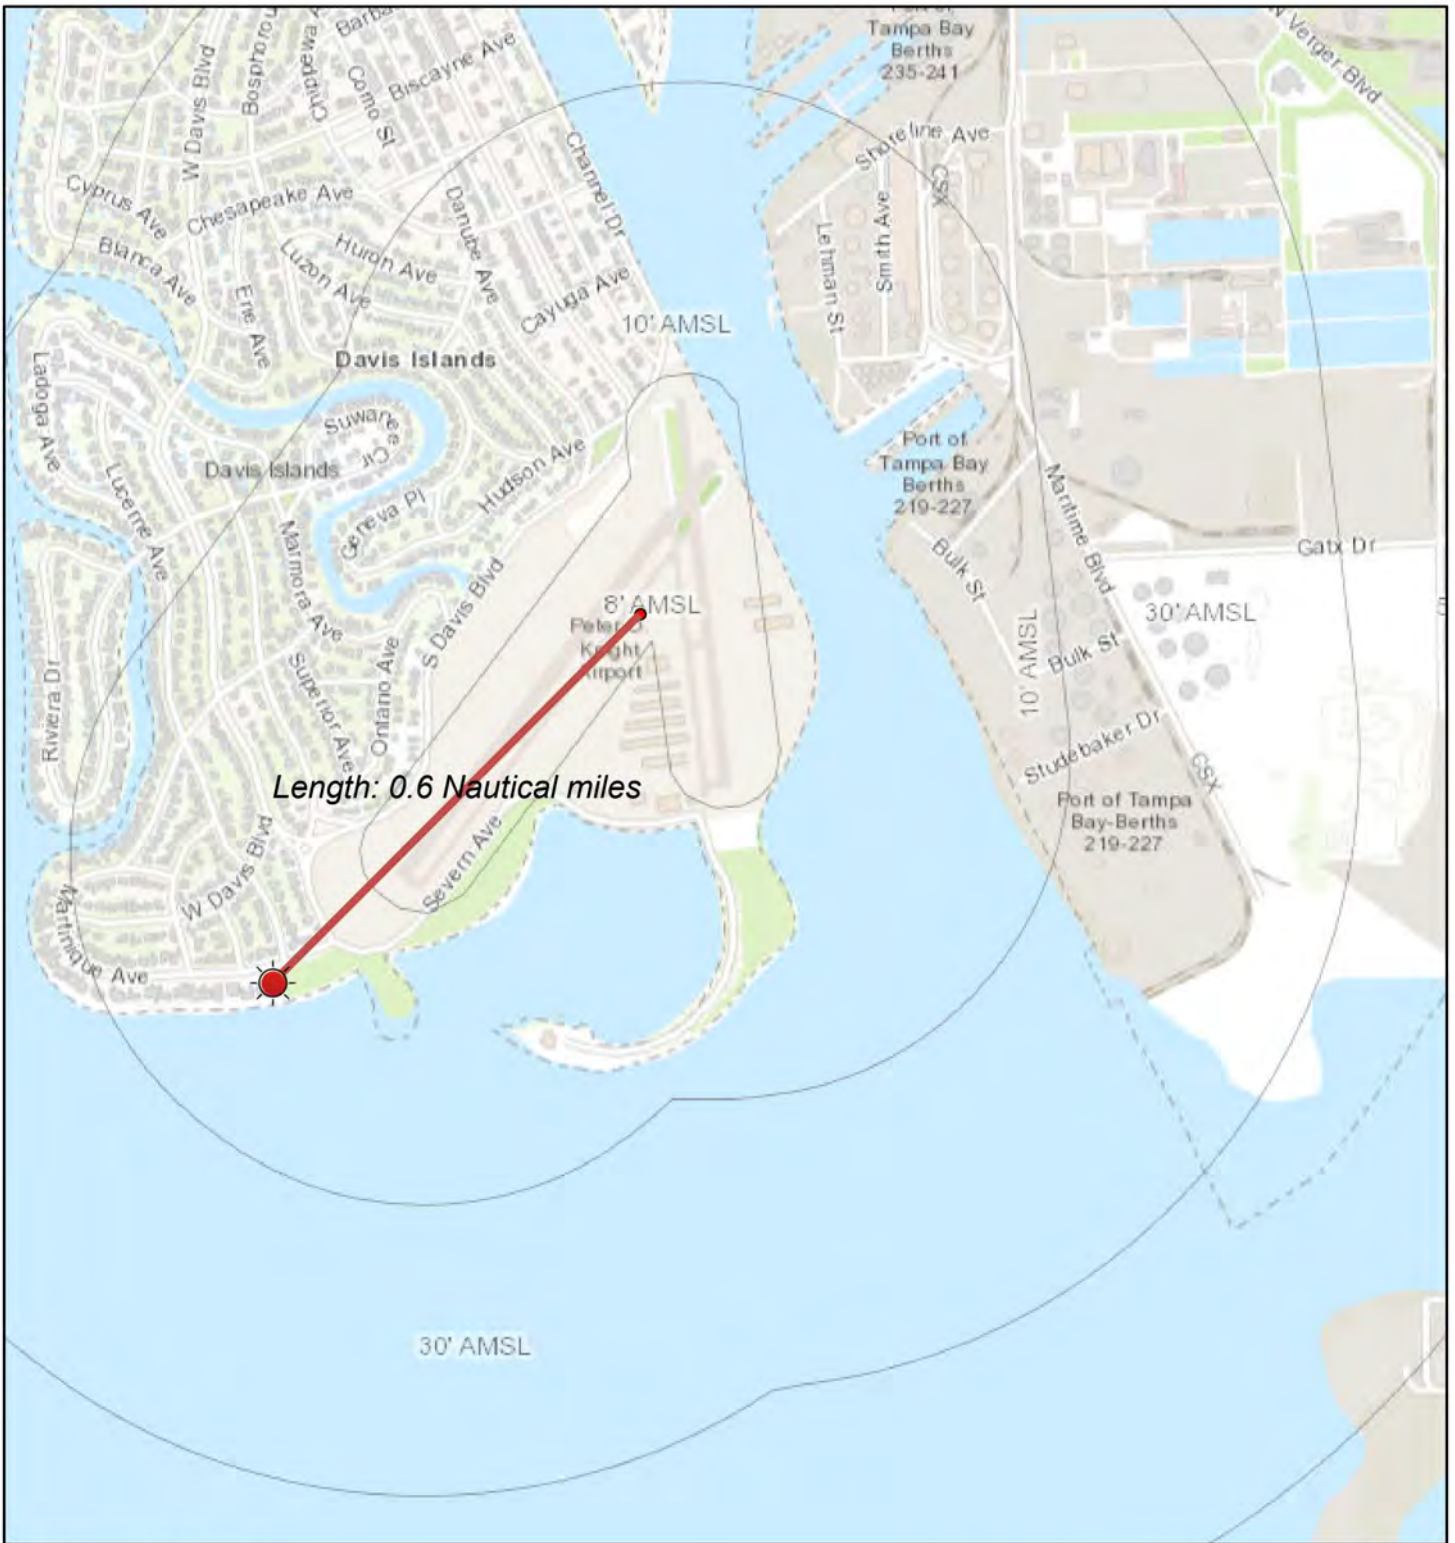 Tampa Bay
Berths
235-241
W Verger Blvd
Biscayne Ave
Como St
W Davis Blvd
Channel Dr
Shoreline Ave
CSX
Cyprus Ave
Chesapeake Ave
Danube Ave
Smith Ave
Lehman St
Blanca Ave
Huron Ave
Luzon Ave
Erie Ave
Cayuga Ave
10' AMSL
Davis Islands
Ladoga Ave
Suwanee Cir
Davis Islands
Hudson Ave
Port of
Tampa Bay
Berths
219-227
Lucerne Ave
Geneva Pl
Marmora Ave
Maritime Blvd
Gatx Dr
Bulk St
S Davis Blvd
8' AMSL
30' AMSL
Peter O
Knight
Airport
10' AMSL
Bulk St
Riviera Dr
Superior Ave
Ontario Ave
Studebaker Dr
CSX
Length: 0.6 Nautical miles
Port of Tampa
Bay-Berths
219-227
W Davis Blvd
Severn Ave
Martinique Ave
30' AMSL